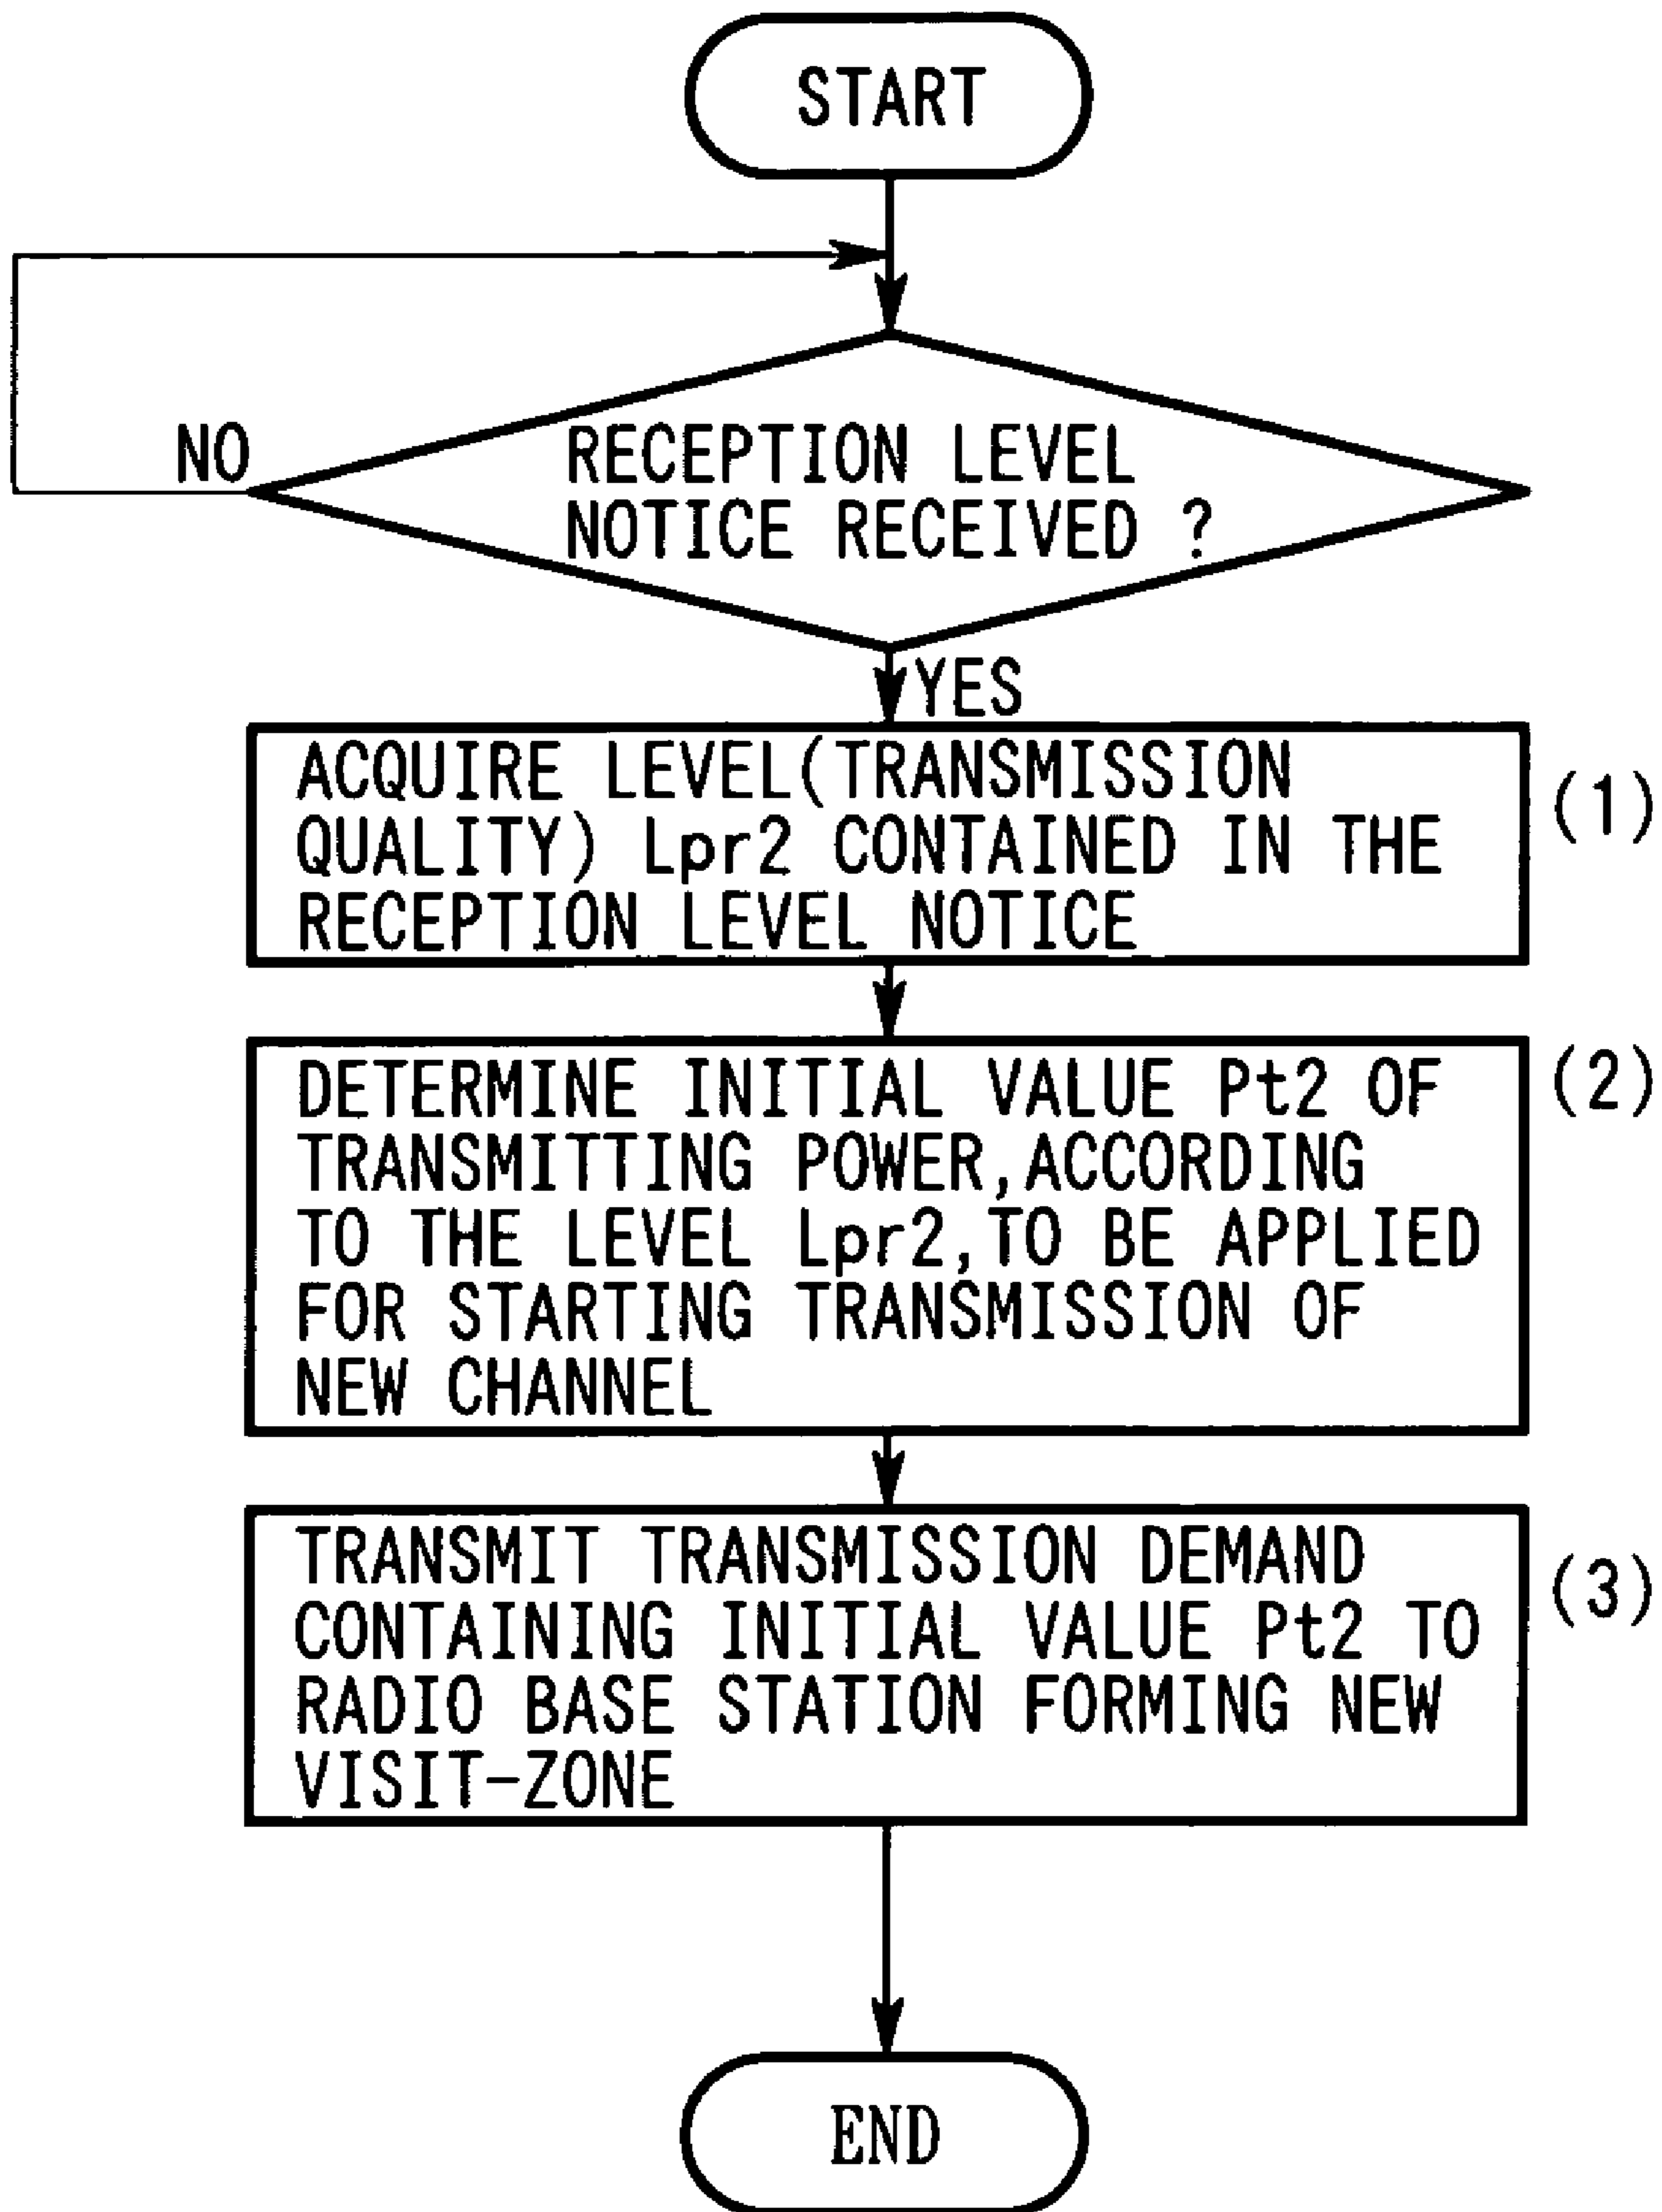 START
RECEPTION LEVEL
NOTICE RECEIVED ?
NO
YES
ACQUIRE LEVEL(TRANSMISSION
QUALITY) Lpr2 CONTAINED IN THE
RECEPTION LEVEL NOTICE
(1)
DETERMINE INITIAL VALUE Pt2 OF
TRANSMITTING POWER,ACCORDING
TO THE LEVEL Lpr2,TO BE APPLIED
FOR STARTING TRANSMISSION OF
NEW CHANNEL
(2)
TRANSMIT TRANSMISSION DEMAND
CONTAINING INITIAL VALUE Pt2 TO
RADIO BASE STATION FORMING NEW
VISIT-ZONE
(3)
END